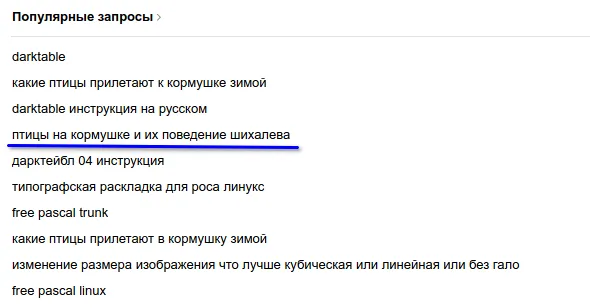 Популярные запросы >
darktable
какие птицы прилетают к кормушке зимой
darktable инструкция на русском
птицы на кормушке и их поведение шихалева
дарктейбл 04 инструкция
типографская раскладка для роса линукс
free pascal trunk
какие птицы прилетают в кормушку зимой
изменение размера изображения что лучше кубическая или линейная или без гало
free pascal linux